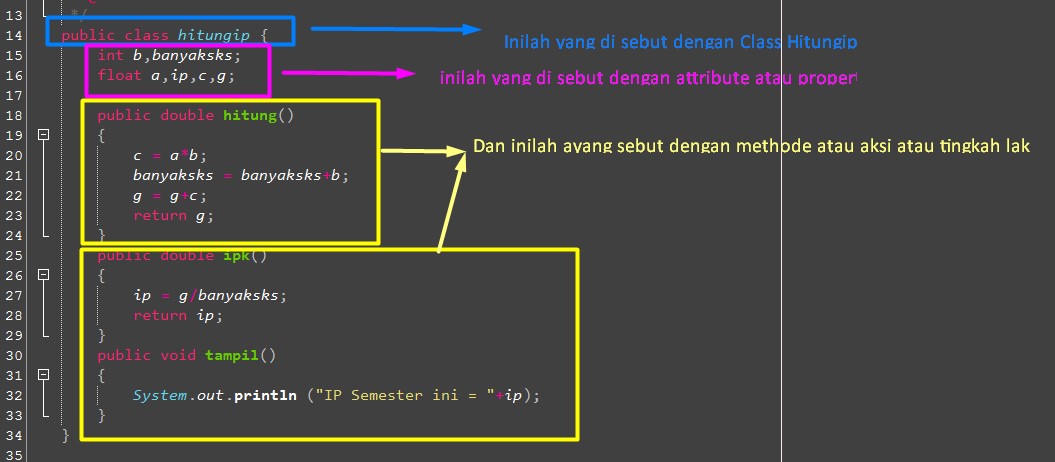 13 */
14 public class hitungip {
Inilah yang di sebut dengan Class Hitungip
15 int b,banyaksks;
16 float a,ip,c,g;
inilah yang di sebut dengan attribute atau propert
17
18 public double hitung()
19 {
Dan inilah ayang sebut dengan methode atau aksi atau tingkah lak
20 c = a*b;
21 banyaksks = banyaksks+b;
22 g = g+c;
23 return g;
24 }
25 public double ipk()
26 {
27 ip = g/banyaksks;
28 return ip;
29 }
30 public void tampil()
31 {
32 System.out.println ("IP Semester ini = "+ip);
33 }
34 }
35